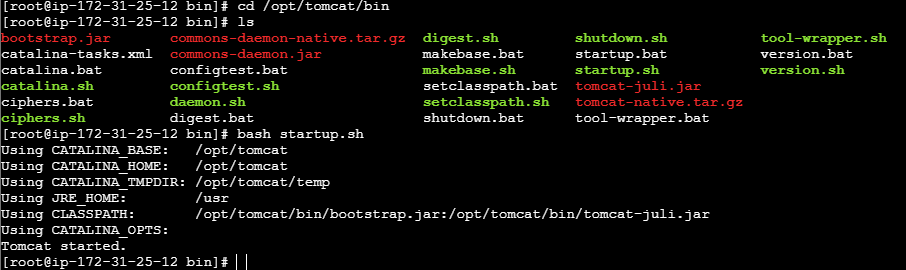 [root@ip-172-31-25-12 bin]# cd /opt/tomcat/bin
[root@ip-172-31-25-12 bin]# ls
bootstrap.jar commons-daemon-native.tar.gz digest.sh shutdown.sh tool-wrapper.sh
catalina-tasks.xml commons-daemon.jar makebase.bat startup.bat version.bat
catalina.bat configtest.bat makebase.sh startup.sh version.sh
catalina.sh configtest.sh setclasspath.bat tomcat-juli.jar
ciphers.bat daemon.sh setclasspath.sh tomcat-native.tar.gz
ciphers.sh digest.bat shutdown.bat tool-wrapper.bat
[root@ip-172-31-25-12 bin]# bash startup.sh
Using CATALINA_BASE: /opt/tomcat
Using CATALINA_HOME: /opt/tomcat
Using CATALINA_TMPDIR: /opt/tomcat/temp
Using JRE_HOME: /usr
Using CLASSPATH: /opt/tomcat/bin/bootstrap.jar:/opt/tomcat/bin/tomcat-juli.jar
Using CATALINA_OPTS:
Tomcat started.
[root@ip-172-31-25-12 bin]#